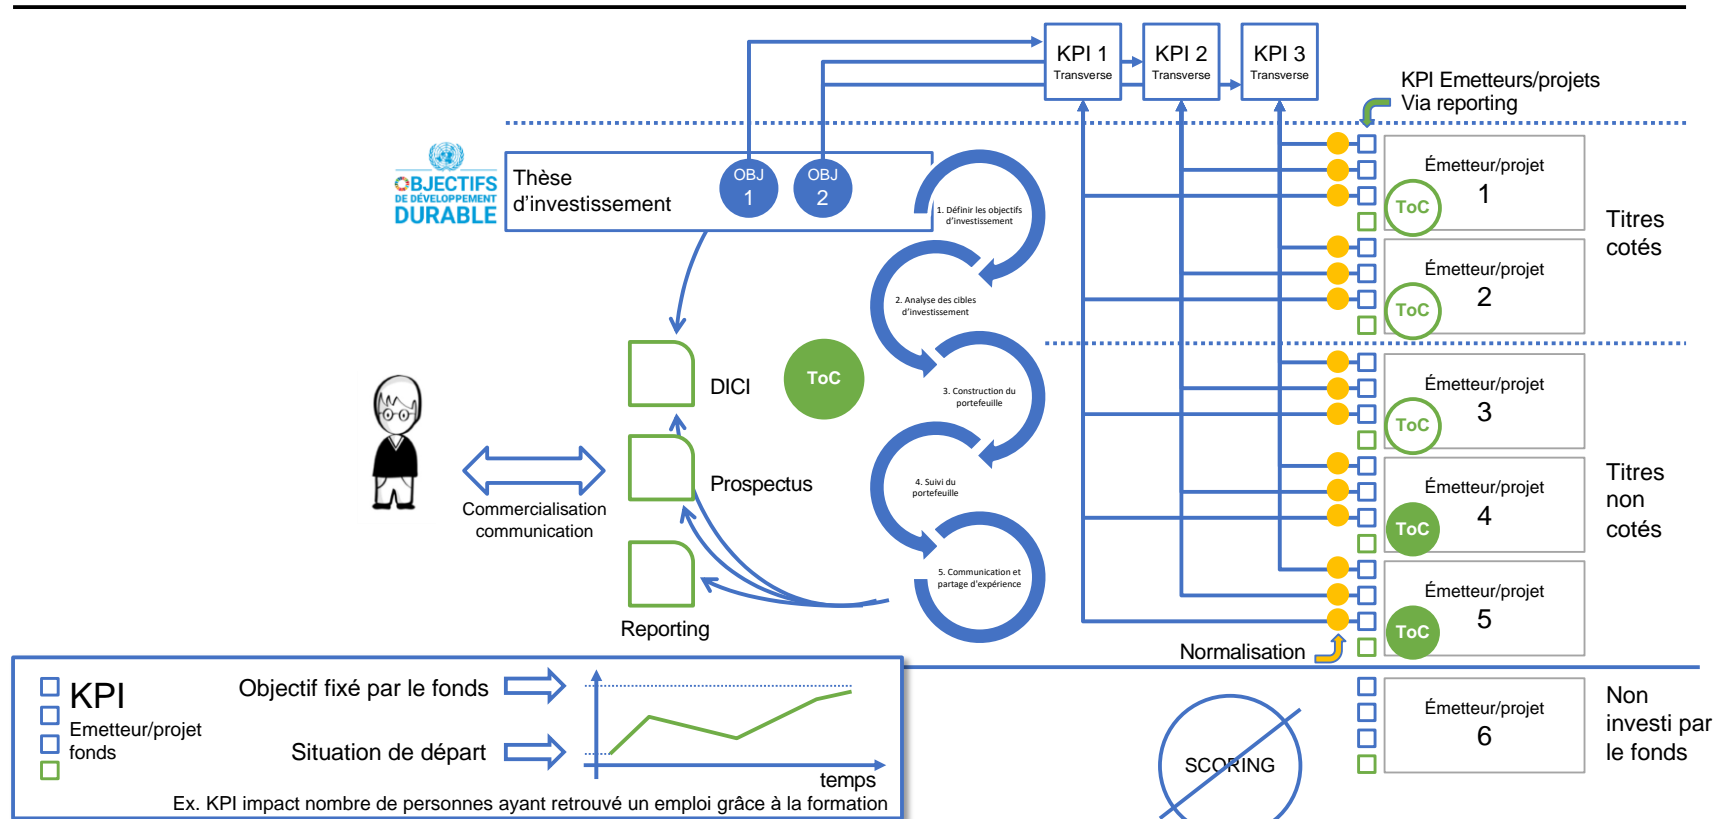 KPI 1
Transverse
KPI 2
Transverse
KPI 3
Transverse
KPI Emetteurs/projets
Via reporting
OBJECTIFS
DE DÉVELOPPEMENT
DURABLE
Thèse
d'investissement
OBJ
1
OBJ
2
1. Définir les objectifs
d'investissement
2. Analyse des cibles
d'investissement
3. Construction du
portefeuille
4. Suivi du
portefeuille
5. Communication et
partage d'expérience
ToC
DICI
Prospectus
Reporting
Commercialisation
communication
Émetteur/projet
1
ToC
Émetteur/projet
2
ToC
Titres
cotés
Émetteur/projet
3
ToC
Émetteur/projet
4
ToC
Émetteur/projet
5
ToC
Titres
non
cotés
Normalisation
Émetteur/projet
6
Non
investi par
le fonds
SCORING
KPI
Emetteur/projet
fonds
Objectif fixé par le fonds
Situation de départ
temps
Ex. KPI impact nombre de personnes ayant retrouvé un emploi grâce à la formation